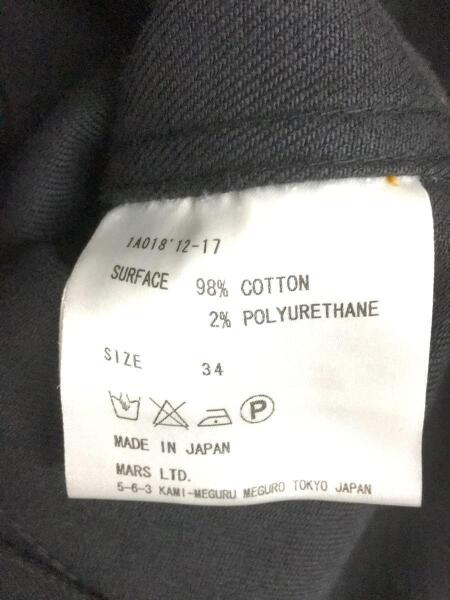 1A018'12-17
SURFACE 98% COTTON
2% POLYURETHANE
SIZE 34
P
MADE IN JAPAN
MARS LTD.
5-6-3 KAMI-MEGURU MEGURO TOKYO JAPAN